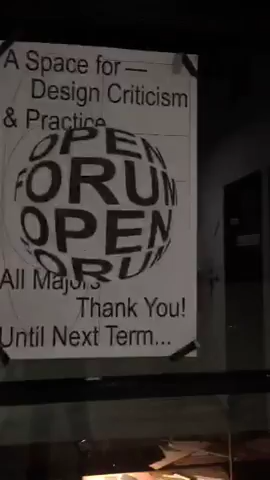 A Space for —
Design Criticism
& Practice
OPEN
FORUM
OPEN
FORUM
All Majors
Thank You!
Until Next Term...